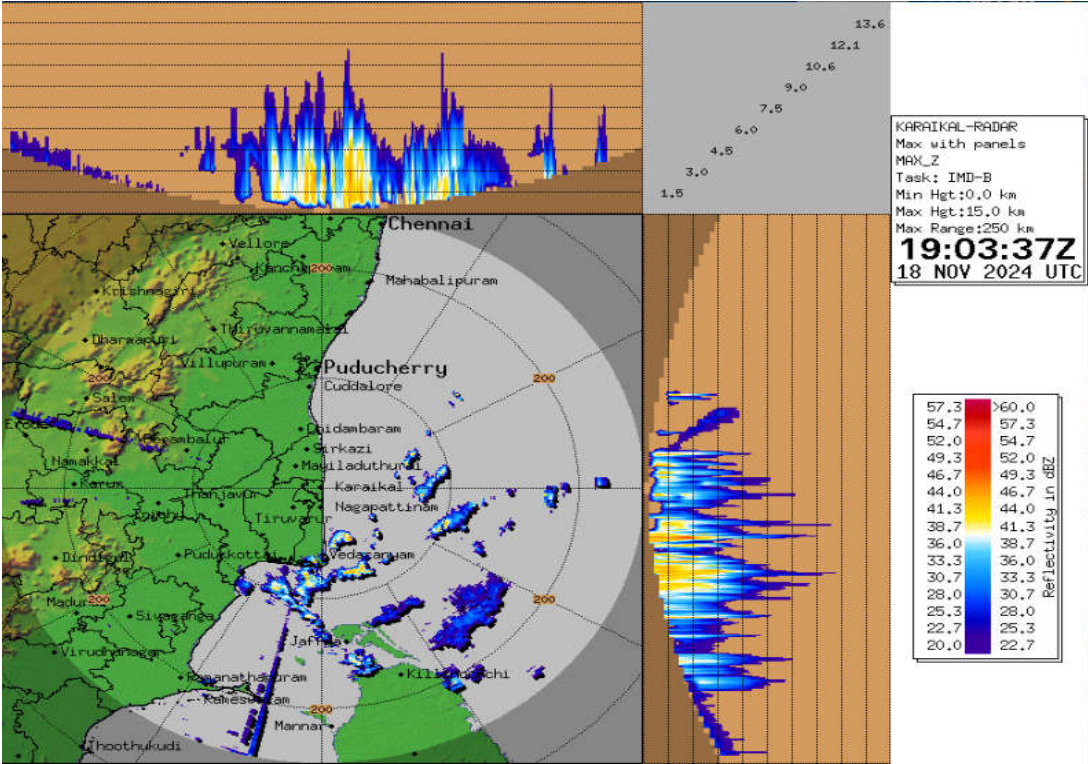 13.6
12.1
10.6
9.0
7.5
6.0
4.5
3.0
1.5
KARAIKAL-RADAR
Max with panels
MAX_Z
Task: IMD-B
Min Hgt:0.0 km
Max Hgt:15.0 km
Max Range:250 km
19:03:37Z
18 NOV 2024 UTC
Chennai
Vellore
200
Mahabalipuram
Krishnagiri
Thiruvannamalai
Dharmapuri
Villupuram
Puducherry
200
200
Cuddalore
Salem
Chidambaram
Perambalur
Sirkazi
Namakkal
Mayiladuthurai
Karur
Karaikal
Thanjavur
Nagapattinam
Tiruvarur
Dindigul
Pudukkottai
Vedaranyam
200
200
Sivaganga
Jaffna
Virudhunagar
Ramanathapuram
Rameswaram
200
Mannar
Thoothukudi
57.3 >60.0
54.7 57.3
52.0 54.7
49.3 52.0
46.7 49.3
44.0 46.7
41.3 44.0
38.7 41.3
36.0 38.7
33.3 36.0
30.7 33.3
28.0 30.7
25.3 28.0
22.7 25.3
20.0 22.7
Reflectivity in dBZ